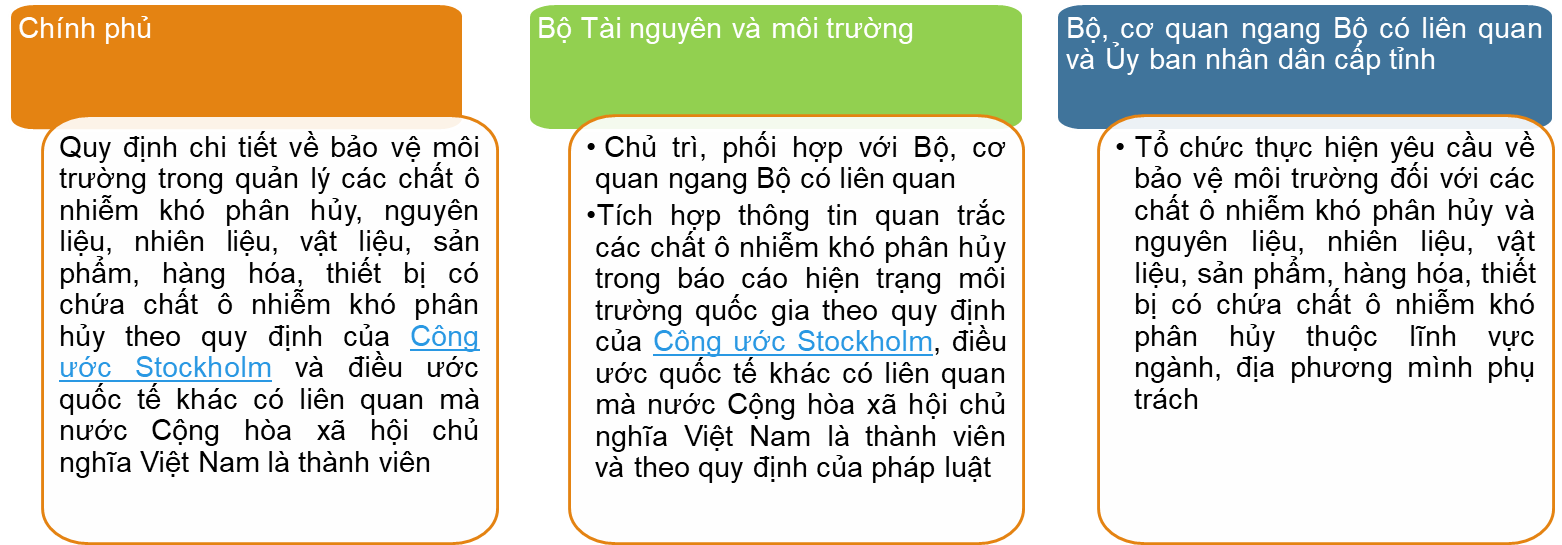 Chính phủ
Quy định chi tiết về bảo vệ môi
trường trong quản lý các chất ô
nhiễm khó phân hủy, nguyên
liệu, nhiên liệu, vật liệu, sản
phẩm, hàng hóa, thiết bị có
chứa chất ô nhiễm khó phân
hủy theo quy định của Công
ước Stockholm và điều ước
quốc tế khác có liên quan mà
nước Cộng hòa xã hội chủ
nghĩa Việt Nam là thành viên
Bộ Tài nguyên và môi trường
• Chủ trì, phối hợp với Bộ, cơ
quan ngang Bộ có liên quan
•Tích hợp thông tin quan trắc
các chất ô nhiễm khó phân hủy
trong báo cáo hiện trạng môi
trường quốc gia theo quy định
của Công ước Stockholm, điều
ước quốc tế khác có liên quan
mà nước Cộng hòa xã hội chủ
nghĩa Việt Nam là thành viên
và theo quy định của pháp luật
Bộ, cơ quan ngang Bộ có liên quan
và Ủy ban nhân dân cấp tỉnh
• Tổ chức thực hiện yêu cầu về
bảo vệ môi trường đối với các
chất ô nhiễm khó phân hủy và
nguyên liệu, nhiên liệu, vật
liệu, sản phẩm, hàng hóa, thiết
bị có chứa chất ô nhiễm khó
phân hủy thuộc lĩnh vực
ngành, địa phương mình phụ
trách